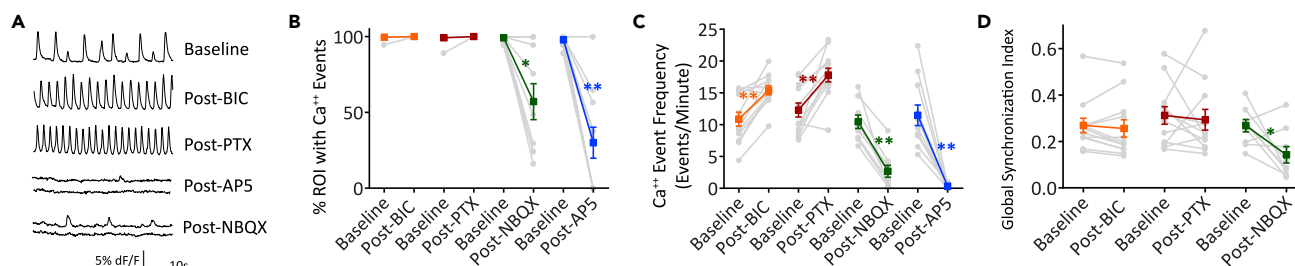 A
Baseline
Post-BIC
Post-PTX
Post-AP5
Post-NBQX
5% dF/F
10s
B
% ROI with Ca++ Events
100
50
0
*
**
Baseline
Post-BIC
Baseline
Post-PTX
Baseline
Post-NBQX
Baseline
Post-AP5
C
Ca++ Event Frequency
(Events/Minute)
25
20
15
10
5
0
**
**
**
**
Baseline
Post-BIC
Baseline
Post-PTX
Baseline
Post-NBQX
Baseline
Post-AP5
D
Global Synchronization Index
0.6
0.4
0.2
0.0
*
Baseline
Post-BIC
Baseline
Post-PTX
Baseline
Post-NBQX